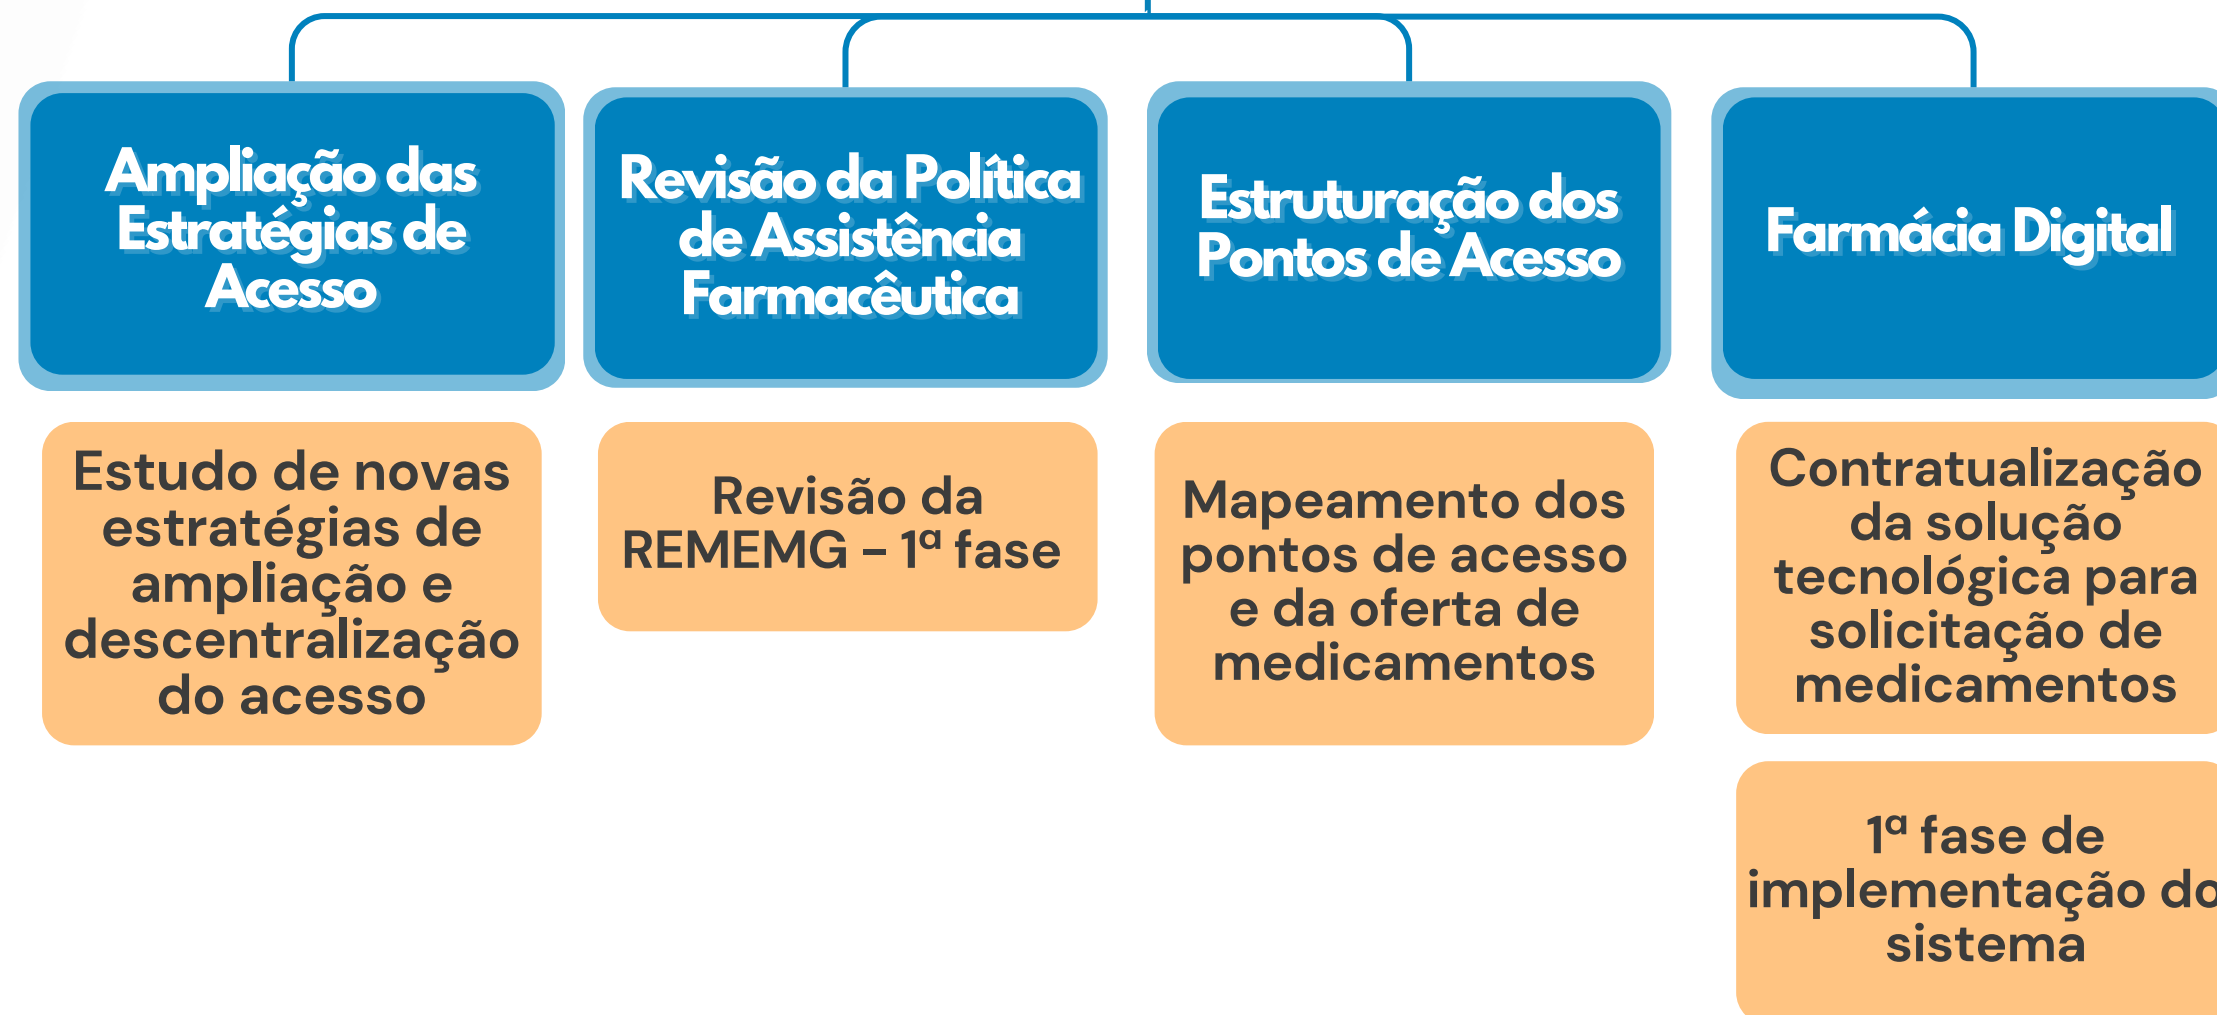 Ampliação das
Estratégias de
Acesso
Revisão da Política
de Assistência
Farmacêutica
Estruturação dos
Pontos de Acesso
Farmácia Digital
Estudo de novas
estratégias de
ampliação e
descentralização
do acesso
Revisão da
REMEMG – 1ª fase
Mapeamento dos
pontos de acesso
e da oferta de
medicamentos
Contratualização
da solução
tecnológica para
solicitação de
medicamentos
1ª fase de
implementação do
sistema